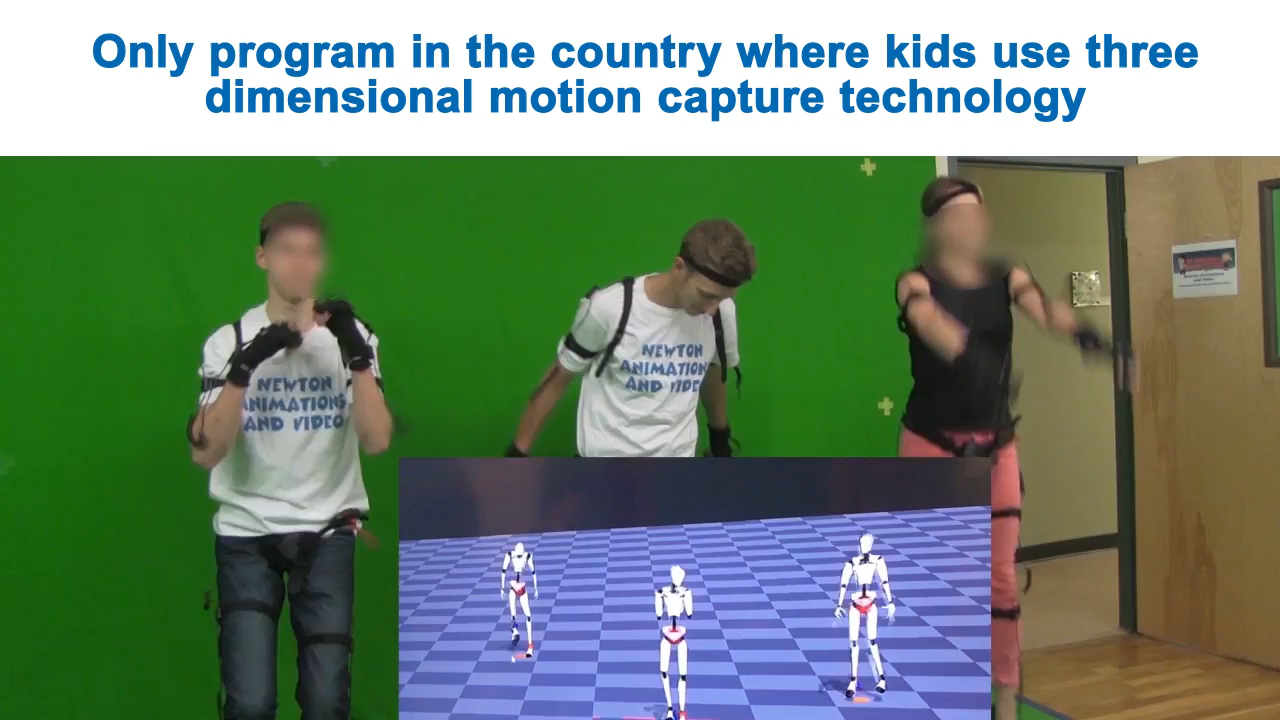 Only program in the country where kids use three
dimensional motion capture technology
NEWTON
ANIMATIONS
AND VIDEO
NEWTON
ANIMATION
AND VIDE